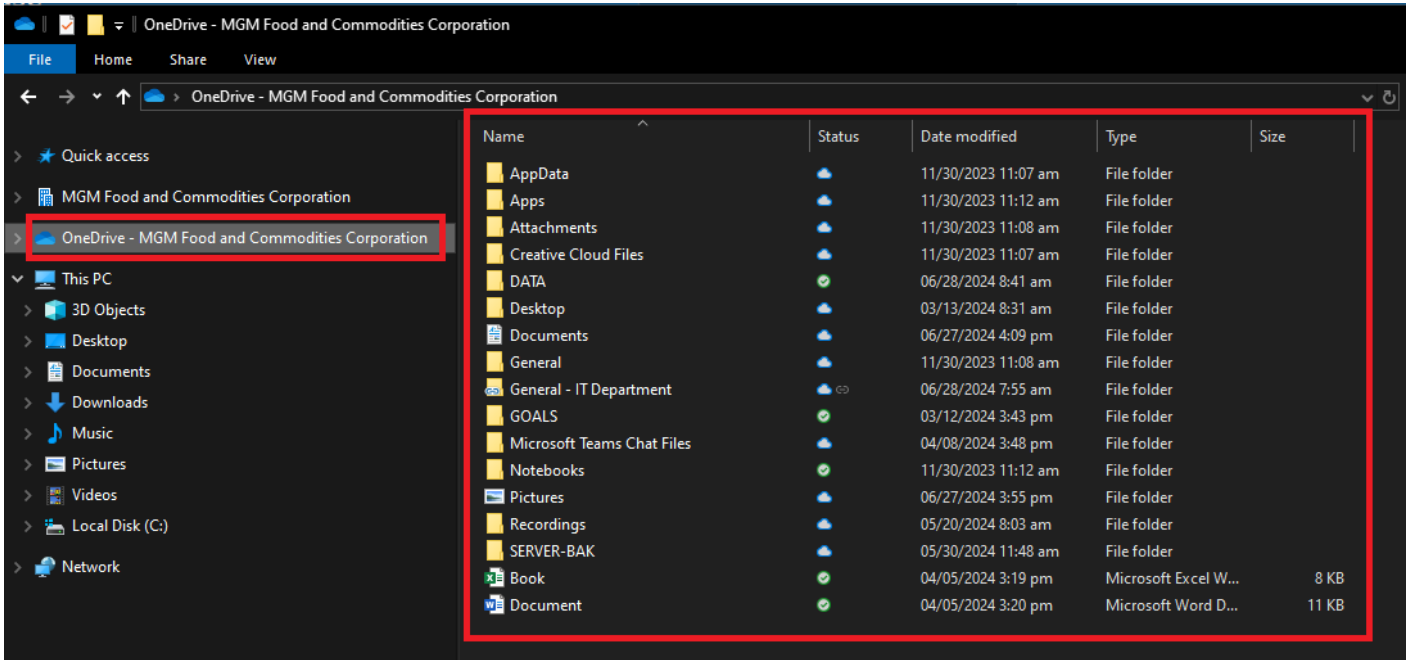 OneDrive - MGM Food and Commodities Corporation
File Home Share View
OneDrive - MGM Food and Commodities Corporation
Quick access
MGM Food and Commodities Corporation
OneDrive - MGM Food and Commodities Corporation
This PC
3D Objects
Desktop
Documents
Downloads
Music
Pictures
Videos
Local Disk (C:)
Network
Name Status Date modified Type Size
AppData 11/30/2023 11:07 am File folder
Apps 11/30/2023 11:12 am File folder
Attachments 11/30/2023 11:08 am File folder
Creative Cloud Files 11/30/2023 11:07 am File folder
DATA 06/28/2024 8:41 am File folder
Desktop 03/13/2024 8:31 am File folder
Documents 06/27/2024 4:09 pm File folder
General 11/30/2023 11:08 am File folder
General - IT Department 06/28/2024 7:55 am File folder
GOALS 03/12/2024 3:43 pm File folder
Microsoft Teams Chat Files 04/08/2024 3:48 pm File folder
Notebooks 11/30/2023 11:12 am File folder
Pictures 06/27/2024 3:55 pm File folder
Recordings 05/20/2024 8:03 am File folder
SERVER-BAK 05/30/2024 11:48 am File folder
Book 04/05/2024 3:19 pm Microsoft Excel W... 8 KB
Document 04/05/2024 3:20 pm Microsoft Word D... 11 KB